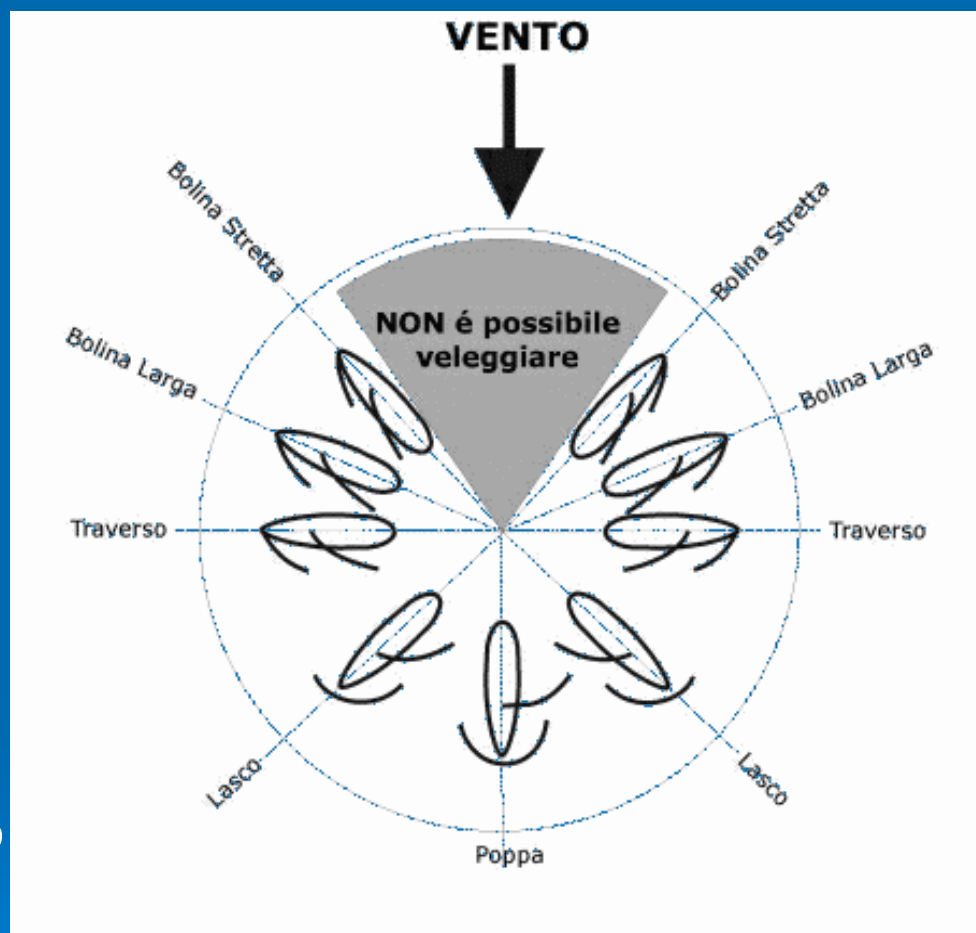 VENTO
Bolina Stretta
Bolina Stretta
NON é possibile
veleggiare
Bolina Larga
Bolina Larga
Traverso
Traverso
Lasco
Lasco
Poppa